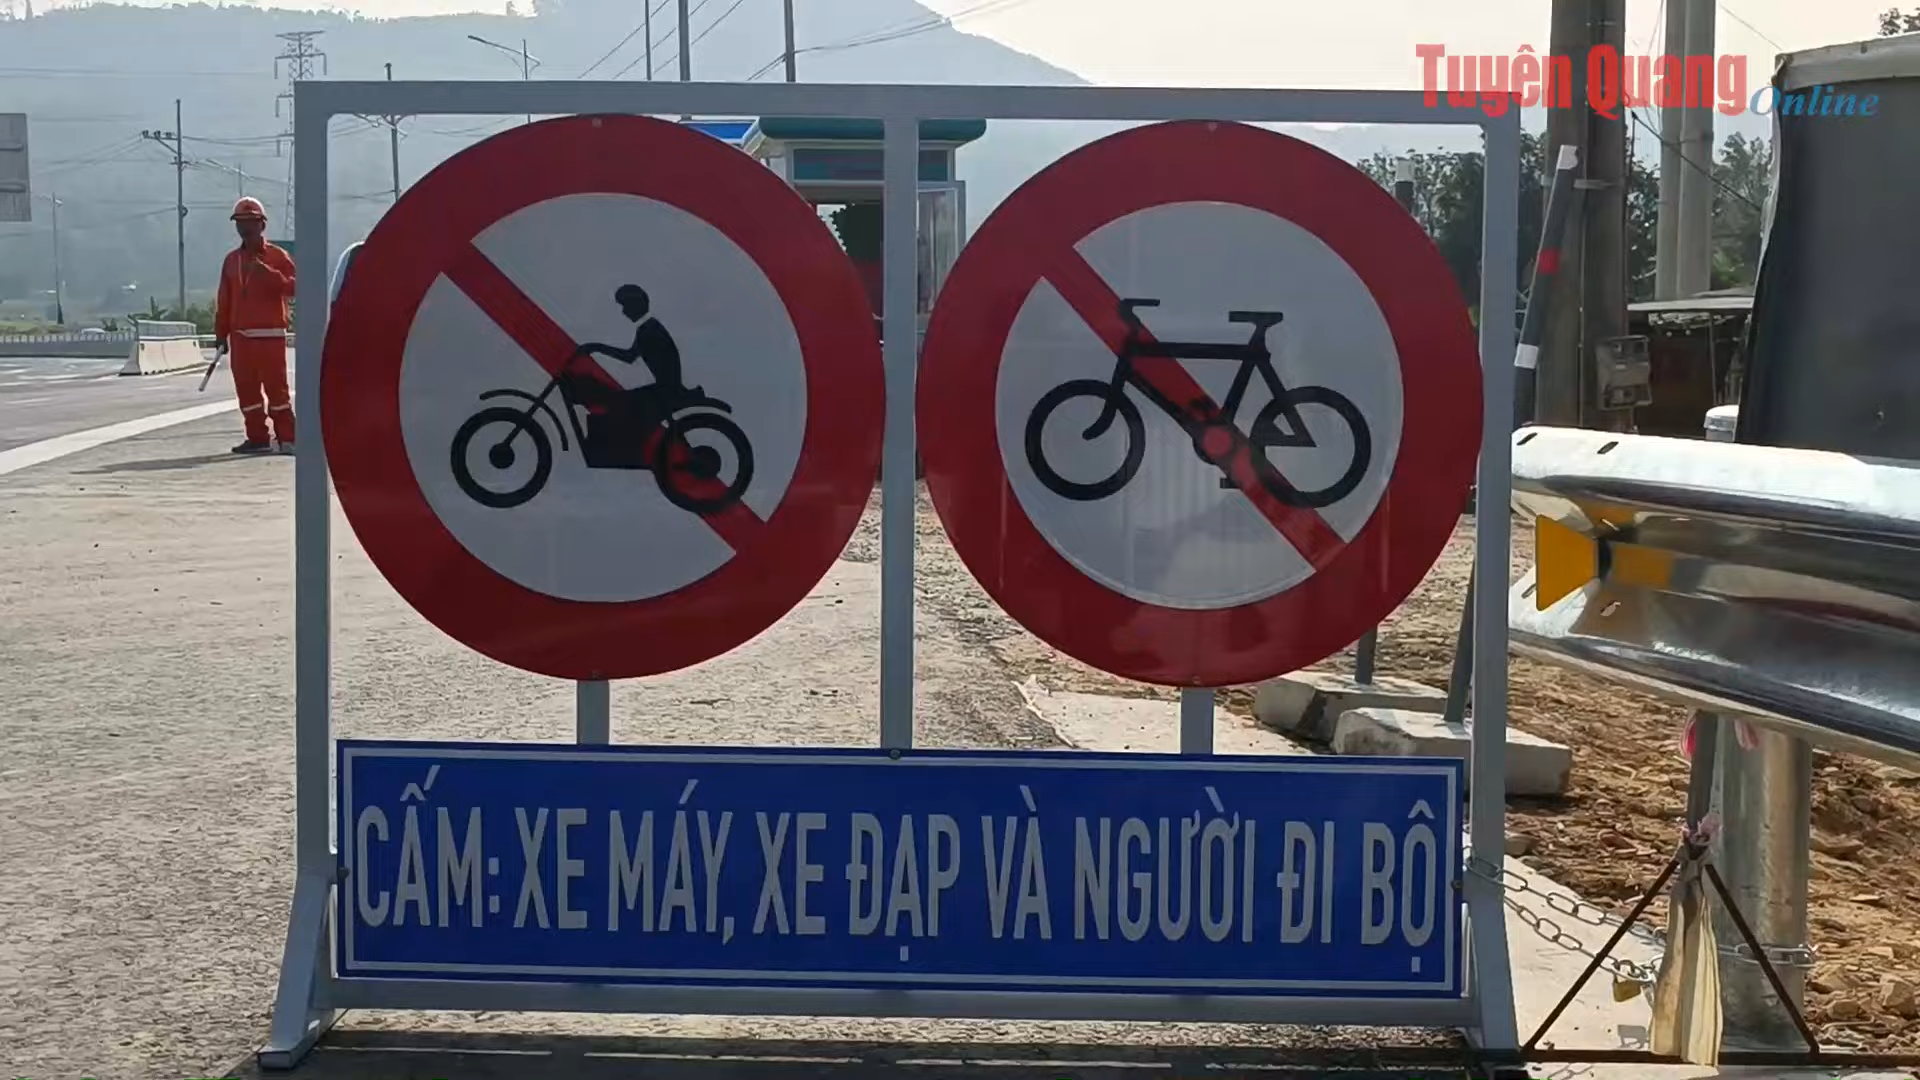 Tuyên Quang Online
CẤM: XE MÁY, XE ĐẠP VÀ NGƯỜI ĐI BỘ